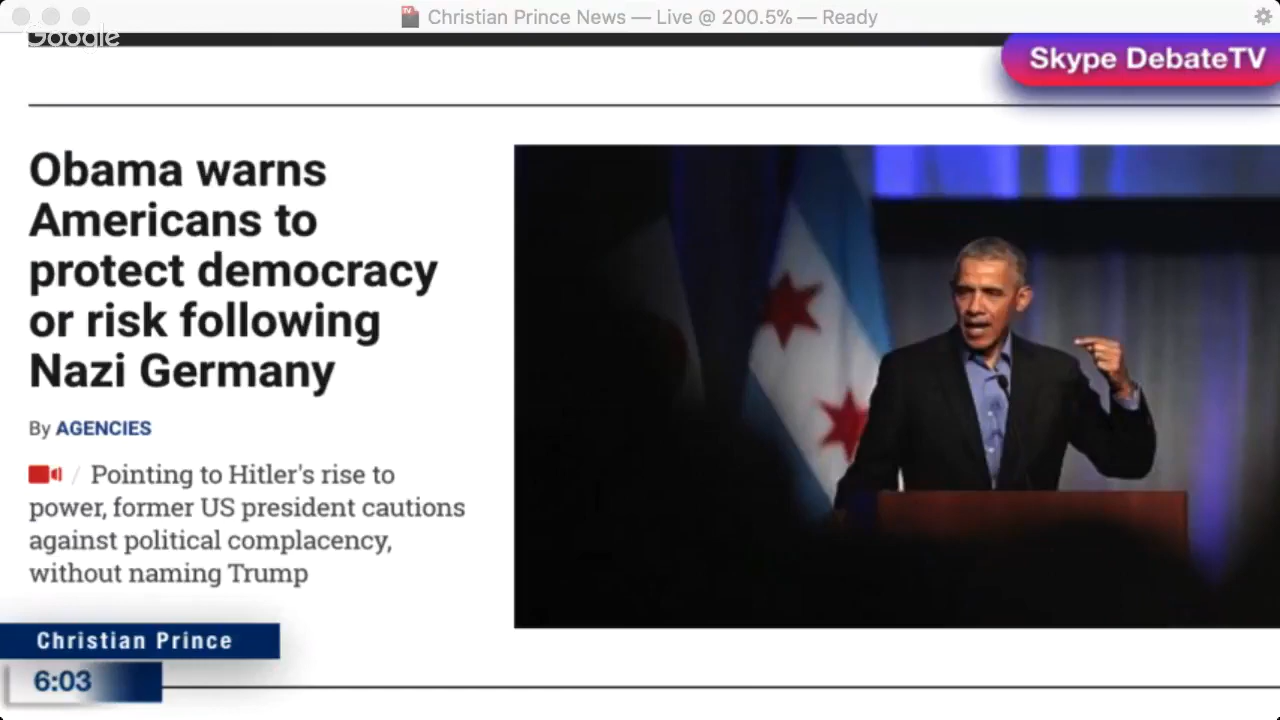 Christian Prince News — Live @ 200.5% — Ready
Google
Skype DebateTV
Obama warns
Americans to
protect democracy
or risk following
Nazi Germany
By AGENCIES
/ Pointing to Hitler's rise to
power, former US president cautions
against political complacency,
without naming Trump
Christian Prince
6:03